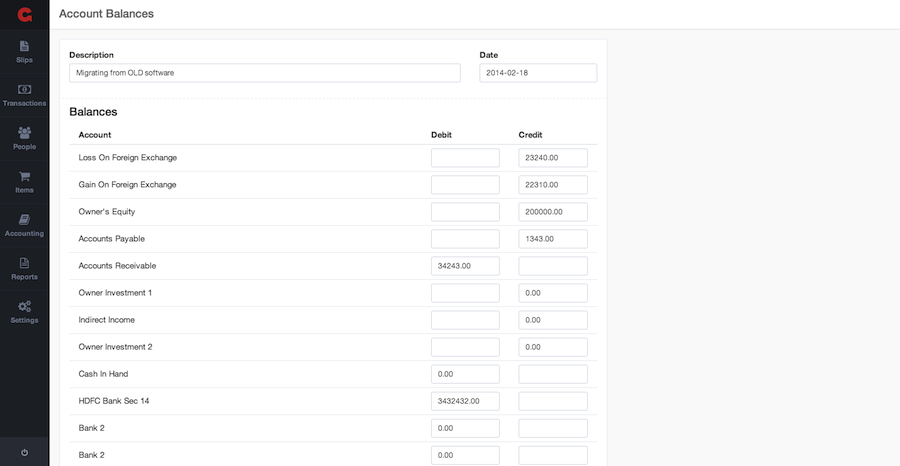 Account Balances
Slips
Transactions
People
Items
Accounting
Reports
Settings
Description Date
Migrating from OLD software 2014-02-18
Balances
Account Debit Credit
Loss On Foreign Exchange 23240.00
Gain On Foreign Exchange 22310.00
Owner's Equity 200000.00
Accounts Payable 1343.00
Accounts Receivable 34243.00
Owner Investment 1 0.00
Indirect Income 0.00
Owner Investment 2 0.00
Cash In Hand 0.00
HDFC Bank Sec 14 3432432.00
Bank 2 0.00
Bank 2 0.00